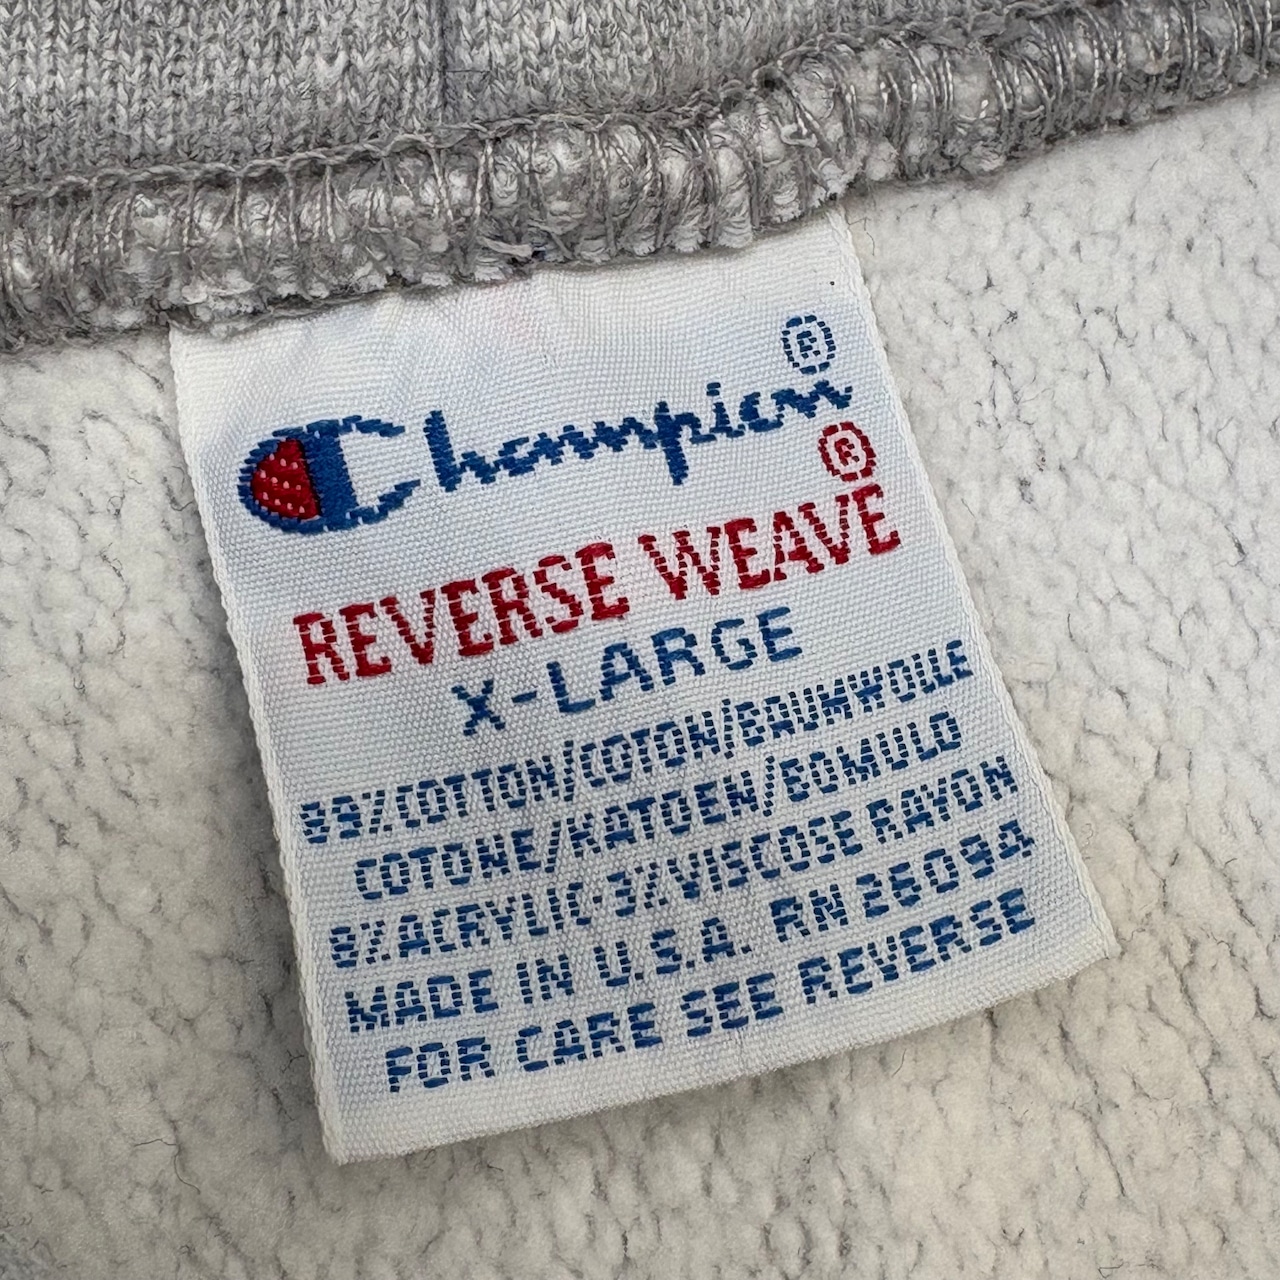 Champion®
REVERSE WEAVE®
X-LARGE
89%COTTON/COTON/BAUMWOLLE
COTONE/KATOEN/BOMULD
8%ACRYLIC·3%VISCOSE RAYON
MADE IN U.S.A. RN 26094
FOR CARE SEE REVERSE